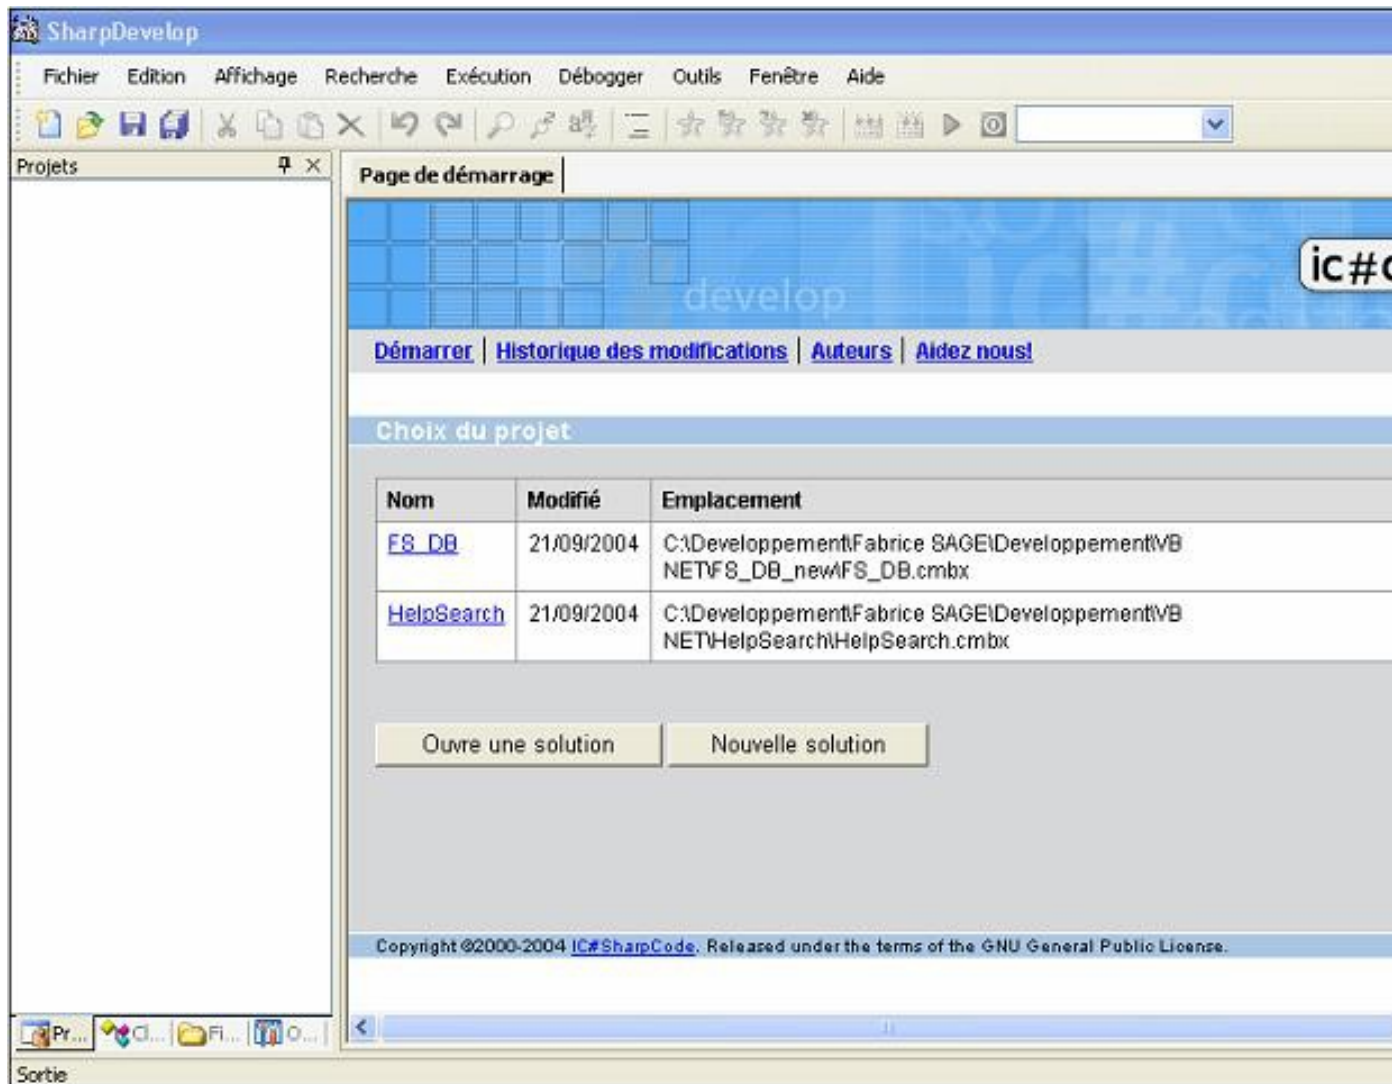 SharpDevelop
Fichier Edition Affichage Recherche Exécution Débogger Outils Fenêtre Aide
Projets
Page de démarrage
develop
ic#c
Démarrer | Historique des modifications | Auteurs | Aidez nous!
Choix du projet
Nom Modifié Emplacement
FS_DB 21/09/2004 C:\Developpement\Fabrice SAGE\Developpement\VB
NET\FS_DB_new\FS_DB.cmbx
HelpSearch 21/09/2004 C:\Developpement\Fabrice SAGE\Developpement\VB
NET\HelpSearch\HelpSearch.cmbx
Ouvre une solution Nouvelle solution
Copyright ©2000-2004 IC#SharpCode. Released under the terms of the GNU General Public License.
Pr... Cl... Fi... O...
Sortie